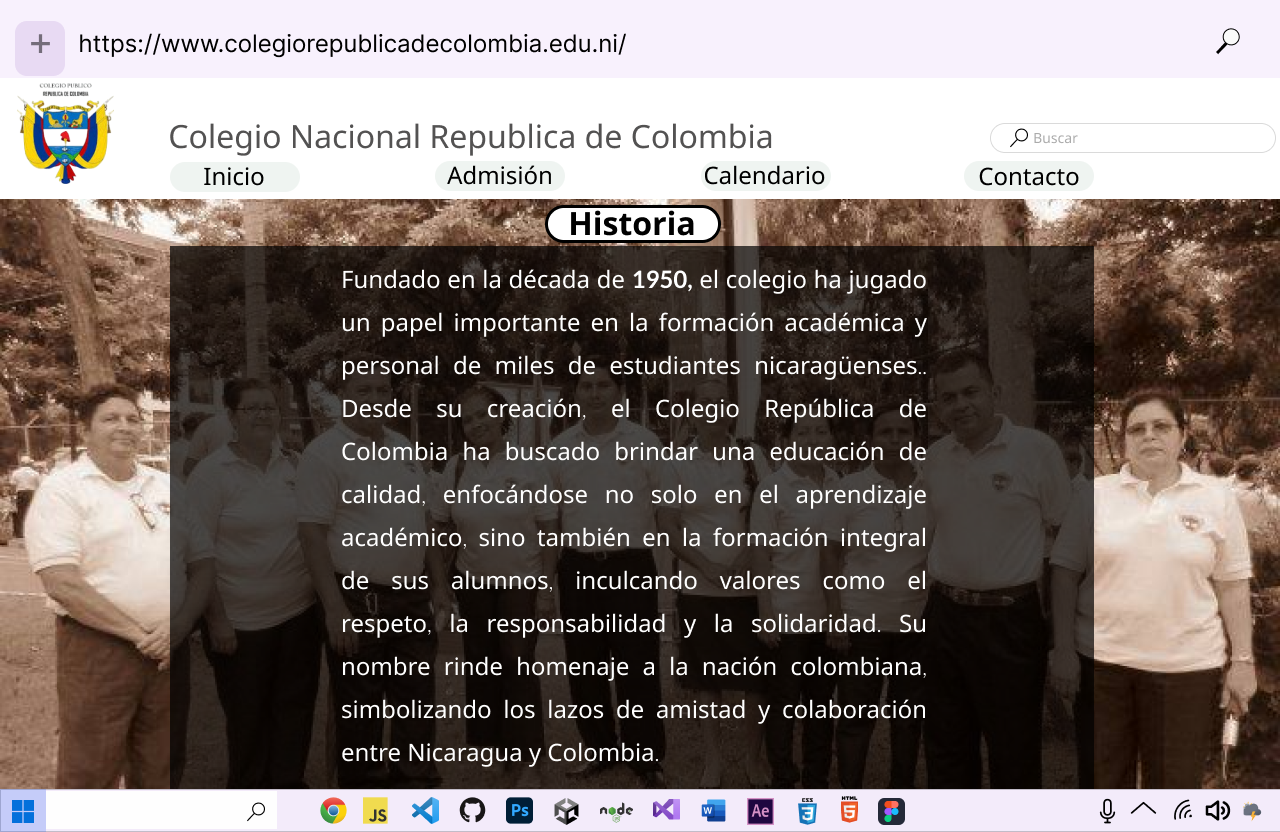 https://www.colegiorepublicadecolombia.edu.ni/
COLEGIO PUBLICO
REPUBLICA DE COLOMBIA
Colegio Nacional Republica de Colombia
Buscar
Inicio Admisión Calendario Contacto
Historia
Fundado en la década de 1950, el colegio ha jugado
un papel importante en la formación académica y
personal de miles de estudiantes nicaragüenses..
Desde su creación, el Colegio República de
Colombia ha buscado brindar una educación de
calidad, enfocándose no solo en el aprendizaje
académico, sino también en la formación integral
de sus alumnos, inculcando valores como el
respeto, la responsabilidad y la solidaridad. Su
nombre rinde homenaje a la nación colombiana,
simbolizando los lazos de amistad y colaboración
entre Nicaragua y Colombia.
JS Ps node W Ae CSS 3 HTML 5